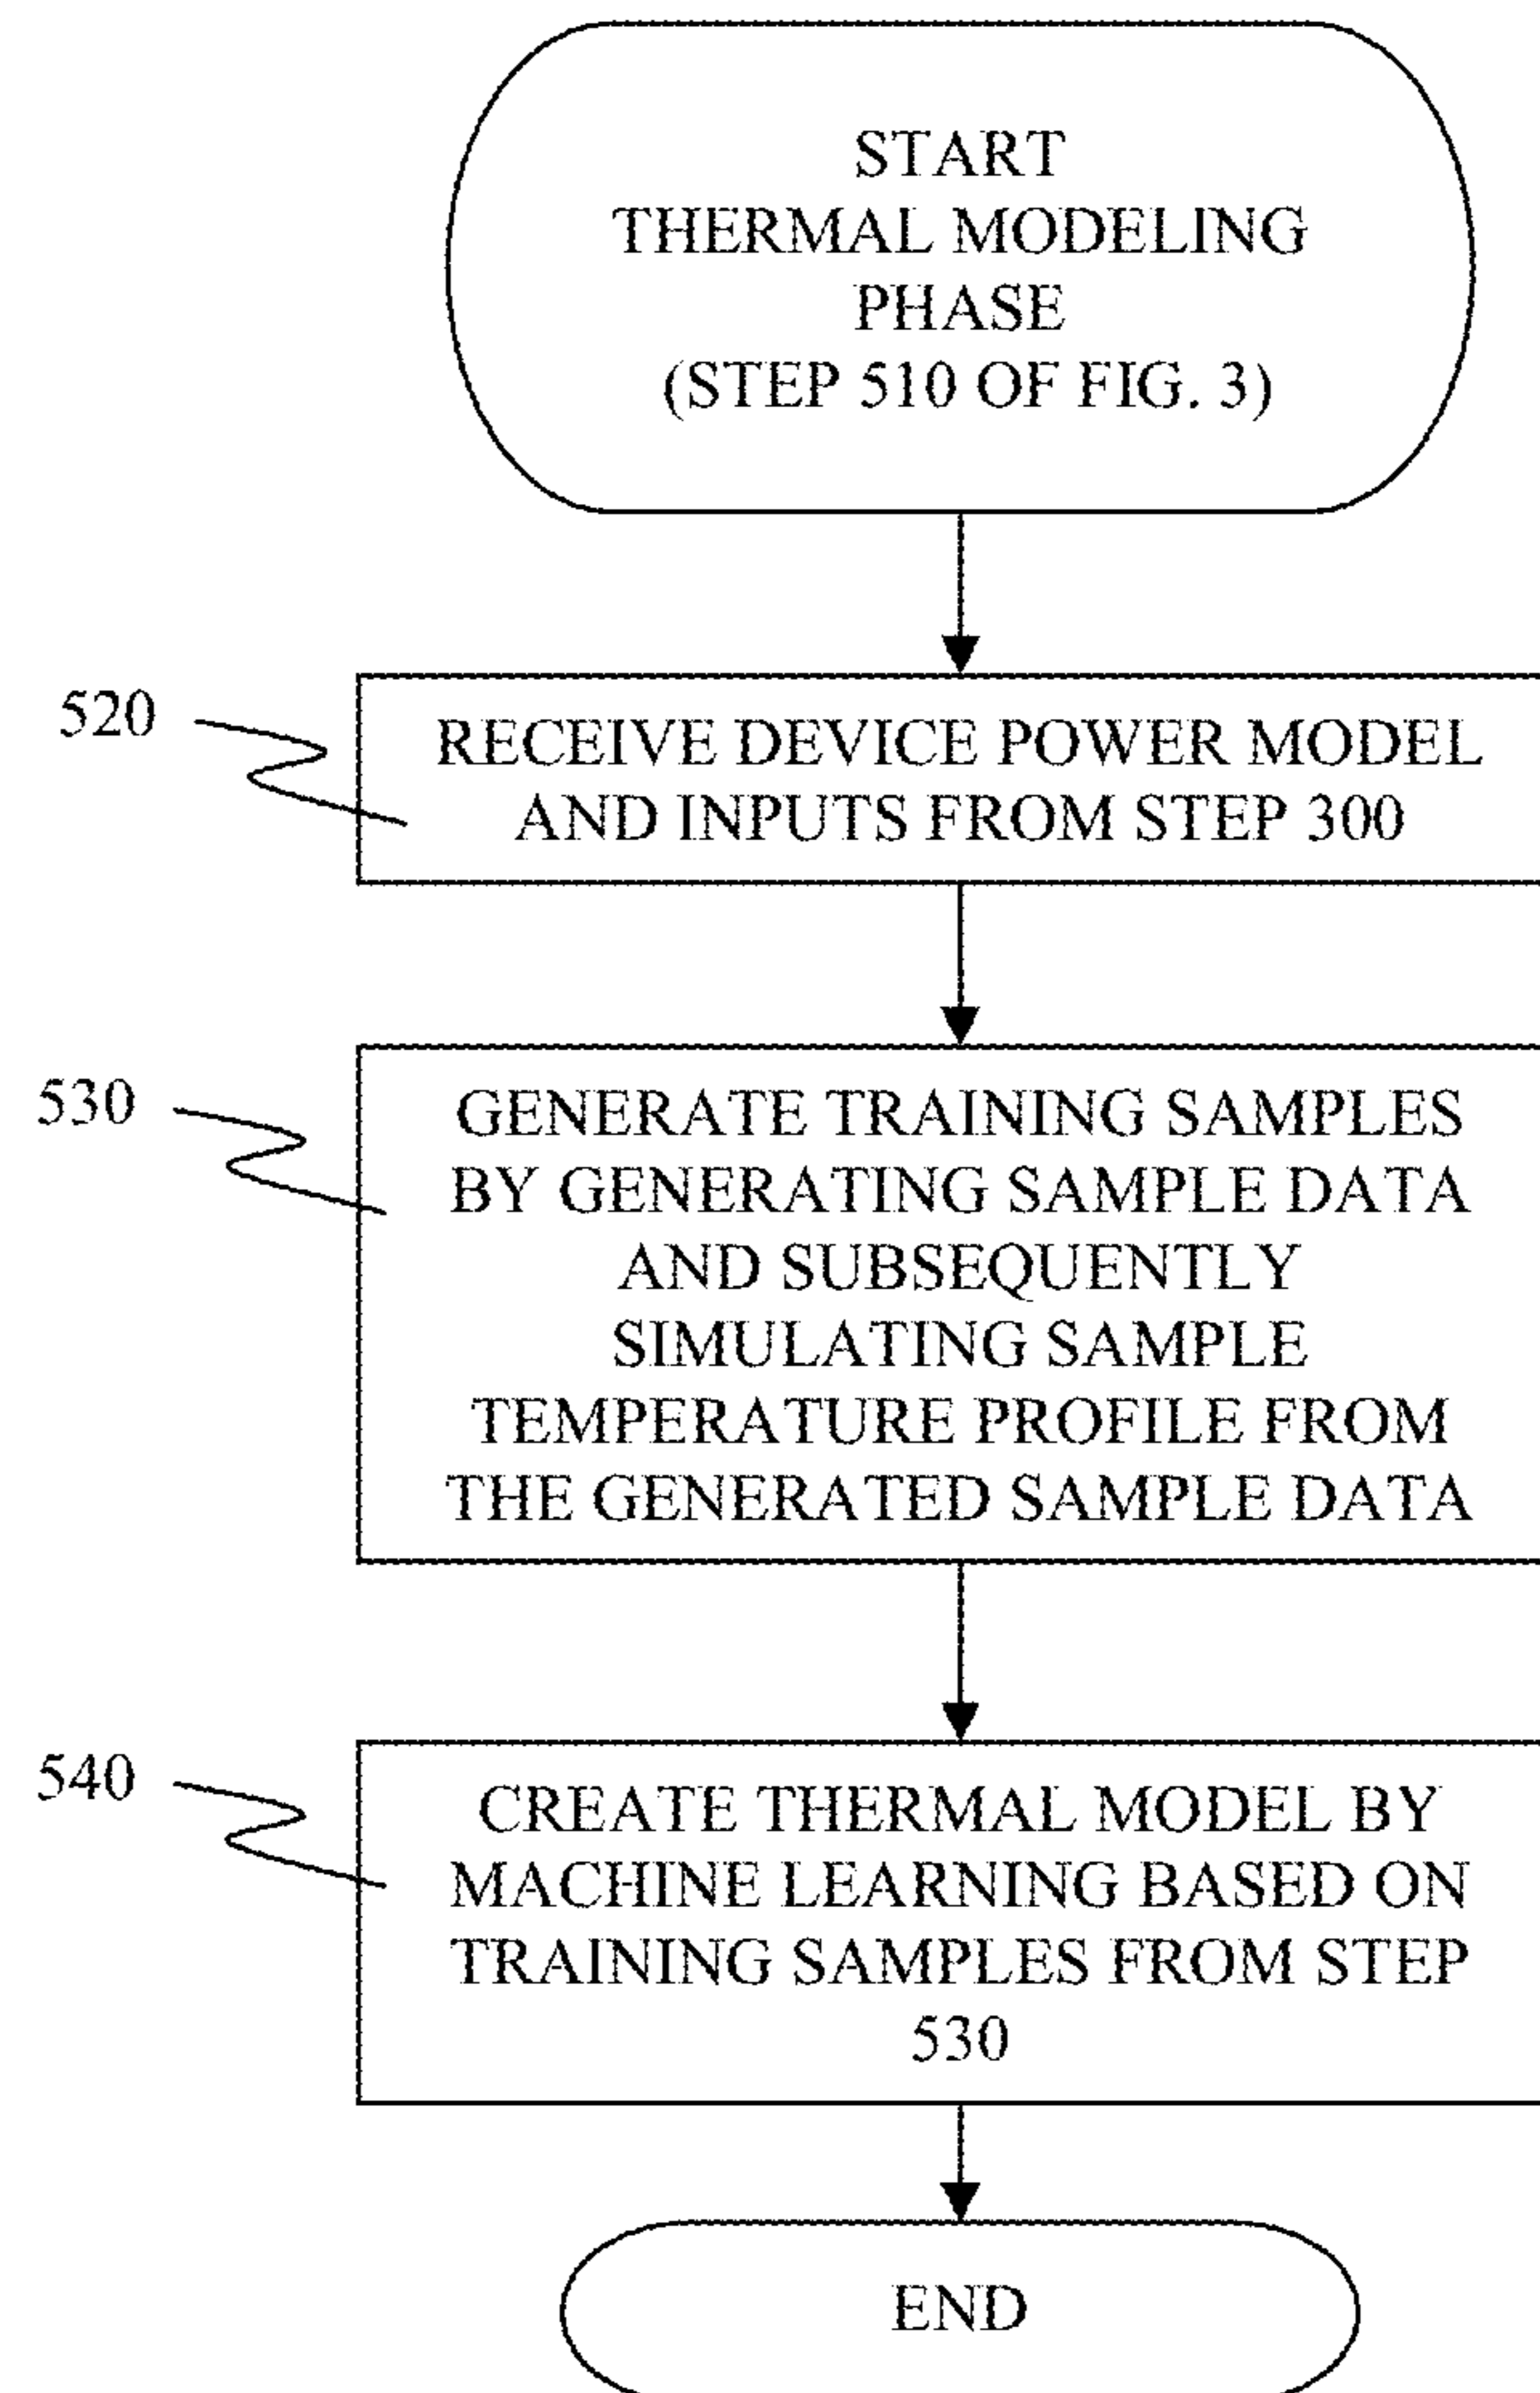 START
THERMAL MODELING
PHASE
(STEP 510 OF FIG. 3)
520
RECEIVE DEVICE POWER MODEL
AND INPUTS FROM STEP 300
530
GENERATE TRAINING SAMPLES
BY GENERATING SAMPLE DATA
AND SUBSEQUENTLY
SIMULATING SAMPLE
TEMPERATURE PROFILE FROM
THE GENERATED SAMPLE DATA
540
CREATE THERMAL MODEL BY
MACHINE LEARNING BASED ON
TRAINING SAMPLES FROM STEP
530
END